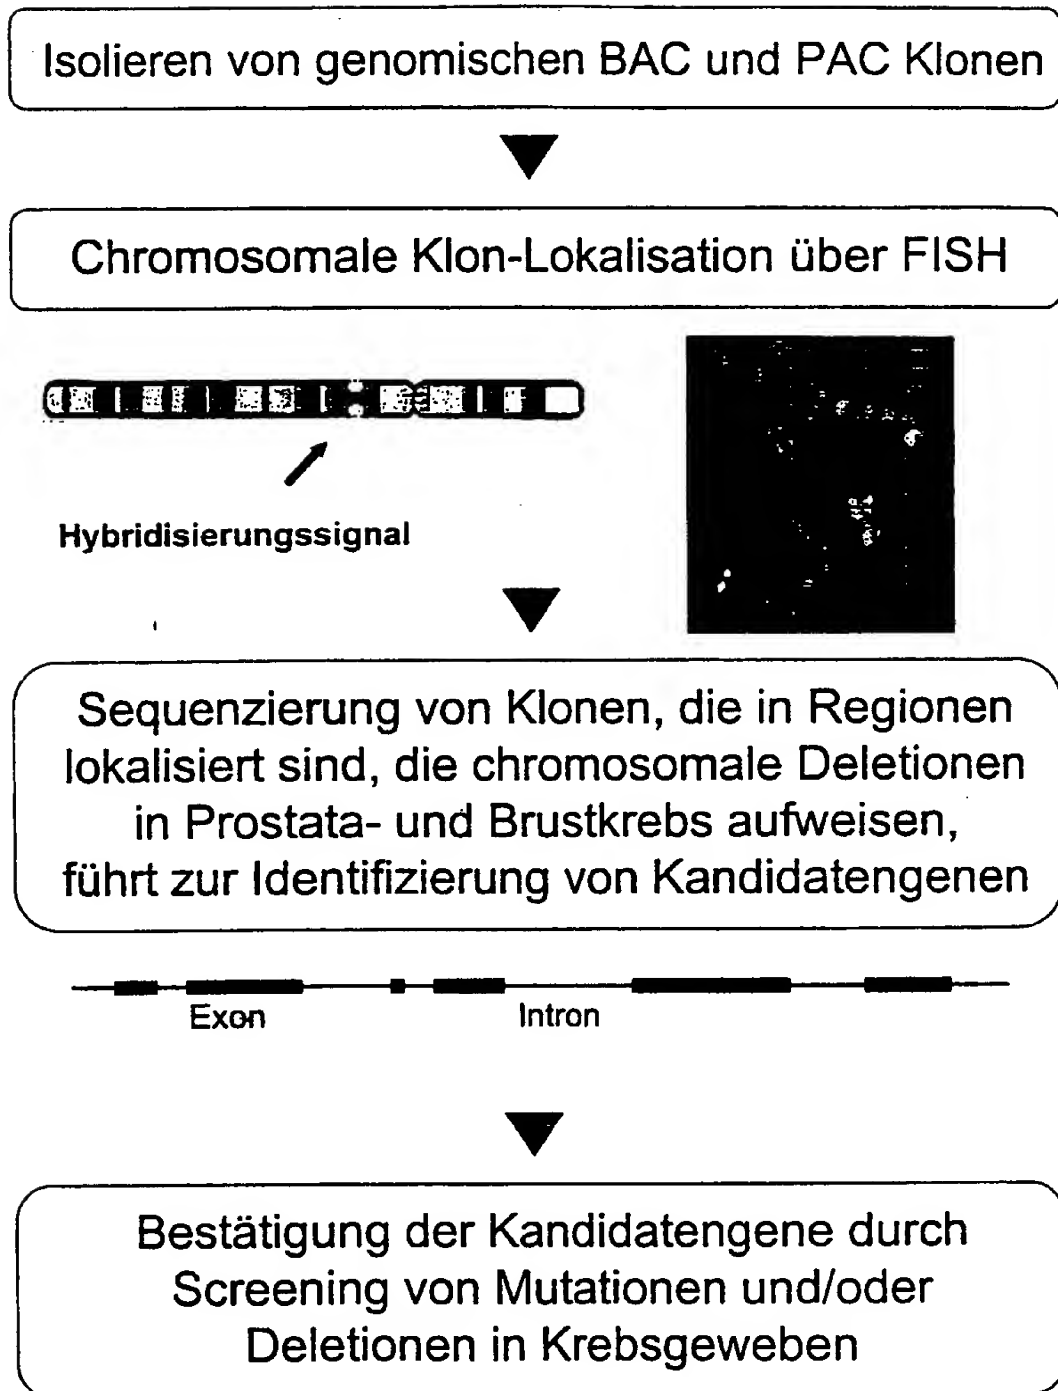 Isolieren von genomischen BAC und PAC Klonen
Chromosomale Klon-Lokalisation über FISH
Hybridisierungssignal
Sequenzierung von Klonen, die in Regionen
lokalisiert sind, die chromosomale Deletionen
in Prostata- und Brustkrebs aufweisen,
führt zur Identifizierung von Kandidatengenen
Exon
Intron
Bestätigung der Kandidatengene durch
Screening von Mutationen und/oder
Deletionen in Krebsgeweben